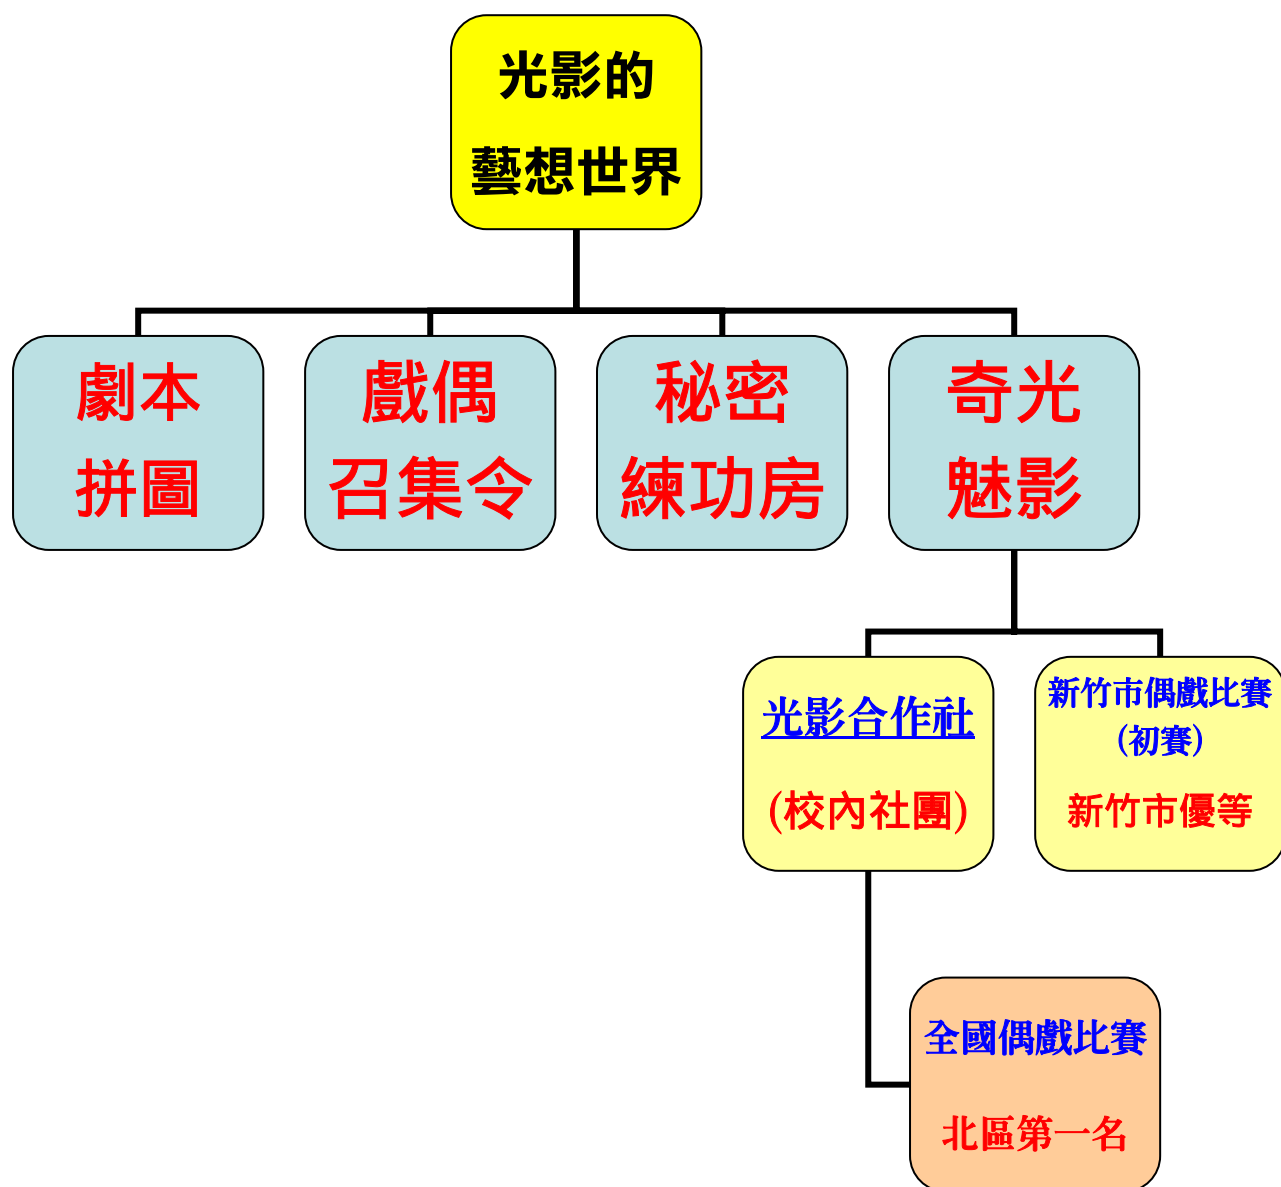 光影的
藝想世界
劇本
拼圖
戲偶
召集令
秘密
練功房
奇光
魅影
光影合作社
(校內社團)
新竹市偶戲比賽
(初賽)
新竹市優等
全國偶戲比賽
北區第一名